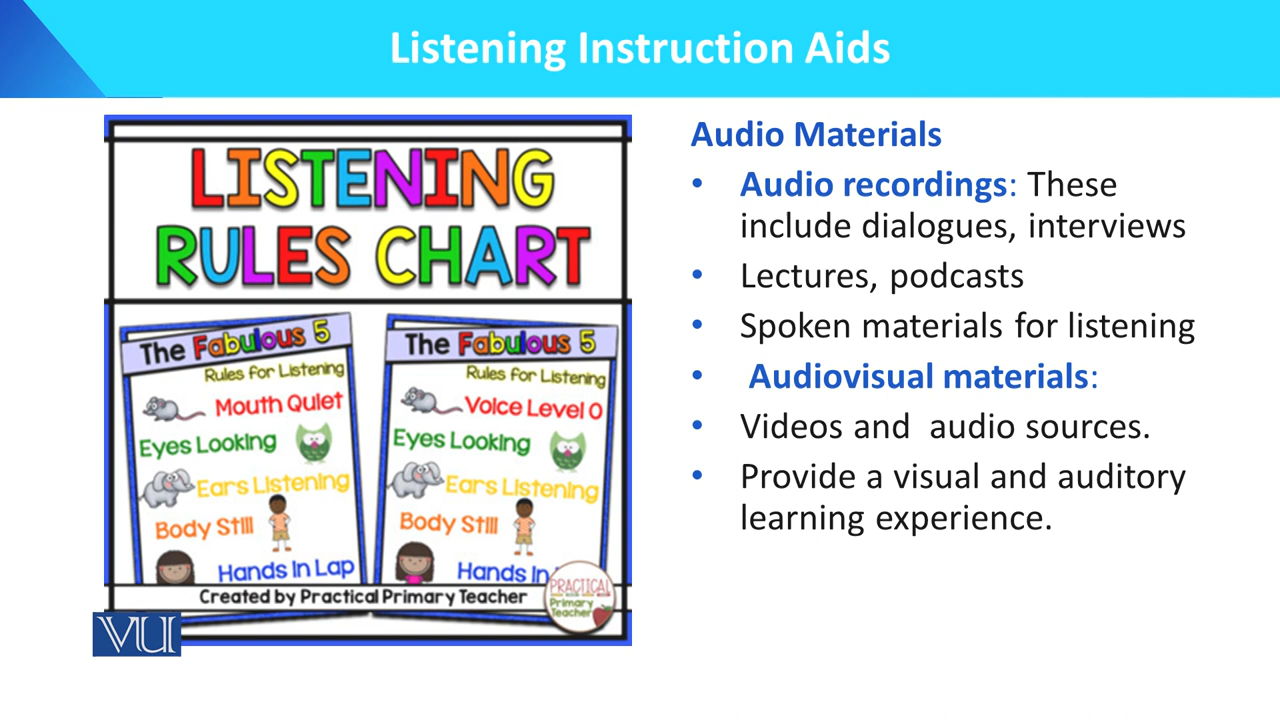 Listening Instruction Aids
LISTENING
RULES CHART
The Fabulous 5
Rules for Listening
Mouth Quiet
Eyes Looking
Ears Listening
Body Still
Hands In Lap
The Fabulous 5
Rules for Listening
Voice Level 0
Eyes Looking
Ears Listening
Body Still
Hands In
Created by Practical Primary Teacher
PRACTICAL
Primary
Teacher
VU
Audio Materials
• Audio recordings: These
include dialogues, interviews
• Lectures, podcasts
• Spoken materials for listening
• Audiovisual materials:
• Videos and audio sources.
• Provide a visual and auditory
learning experience.